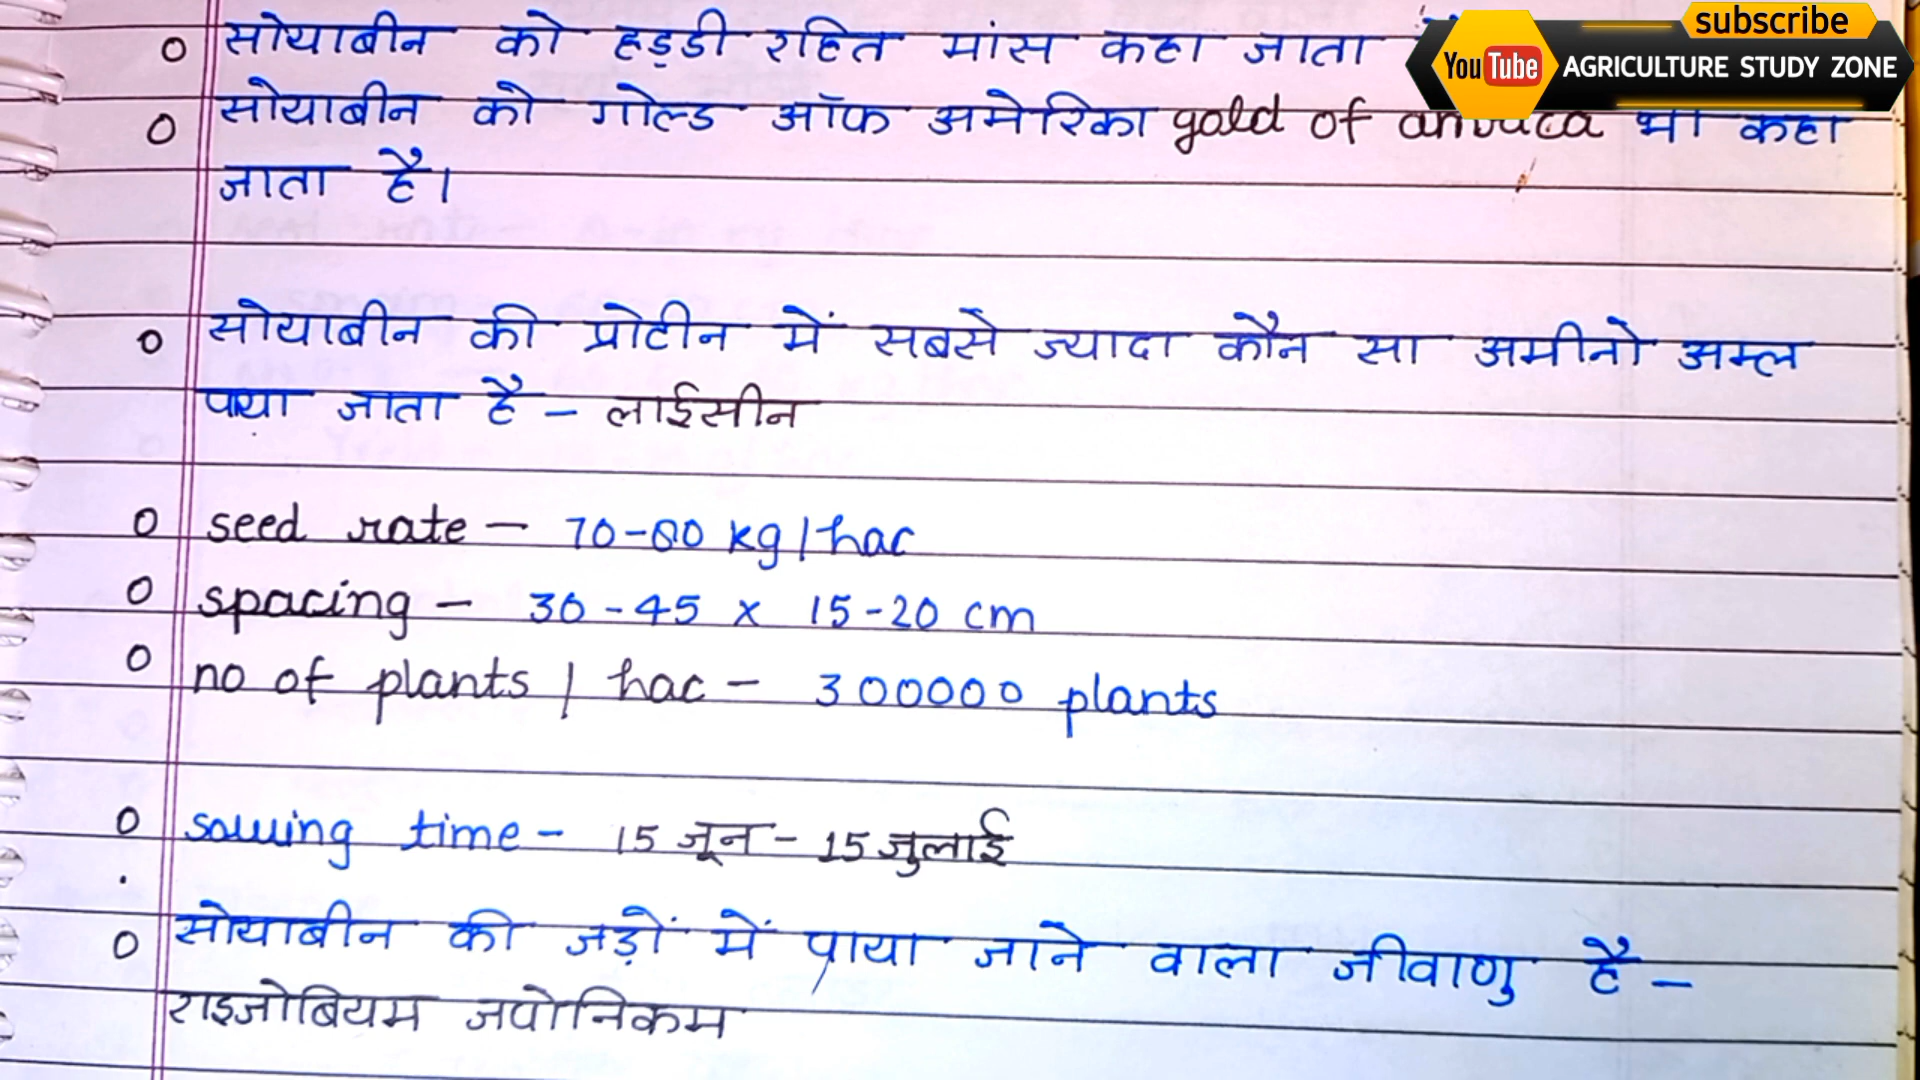 subscribe
YouTube AGRICULTURE STUDY ZONE
o सोयाबीन को हड्डी रहित मांस कहा जाता
o सोयाबीन को गोल्ड ऑफ अमेरिका gold of america भी कहा
जाता है।
o सोयाबीन की प्रोटीन में सबसे ज्यादा कौन सा अमीनो अम्ल
पाया जाता है - लाईसीन
o seed rate - 70-80 kg/hac
o spacing - 30-45 x 15-20 cm
o no of plants / hac - 300000 plants
o sowing time - 15 जून - 15 जुलाई
o सोयाबीन की जड़ों में पाया जाने वाला जीवाणु है -
राइजोबियम जपोनिकम